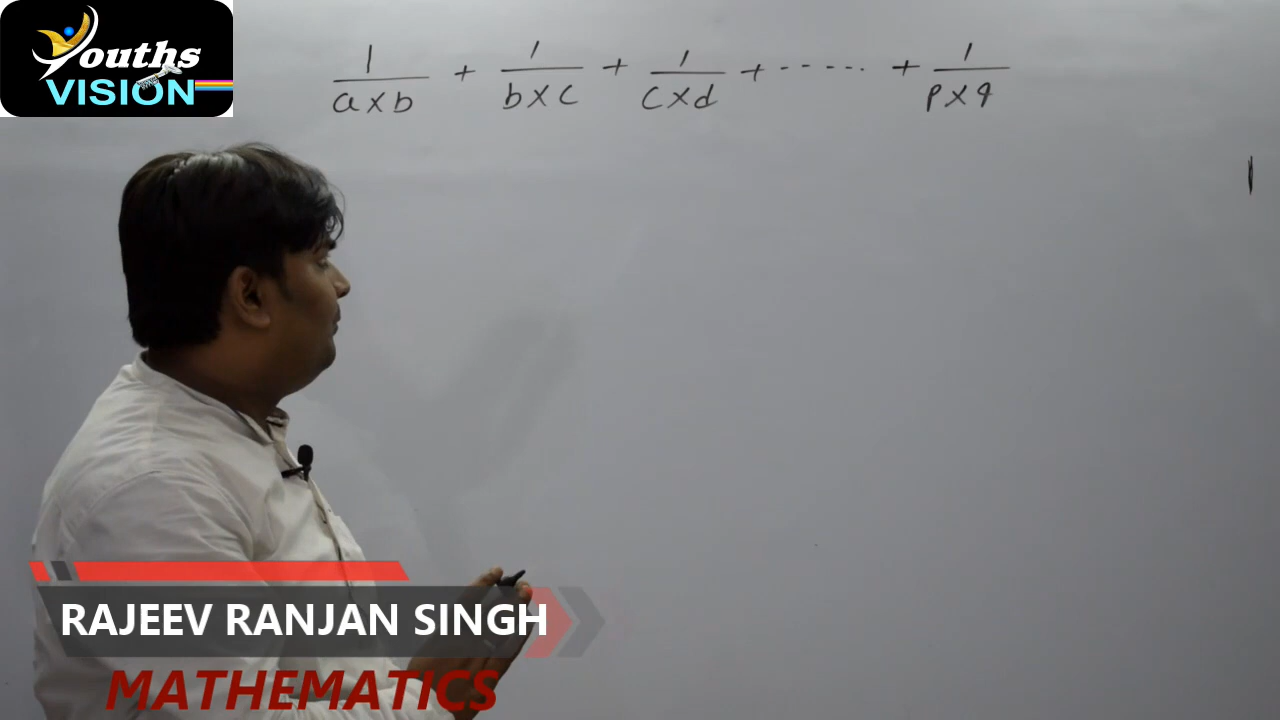 Youths
VISION
1/(a×b) + 1/(b×c) + 1/(c×d) + ...... + 1/(p×q)
RAJEEV RANJAN SINGH
MATHEMATICS